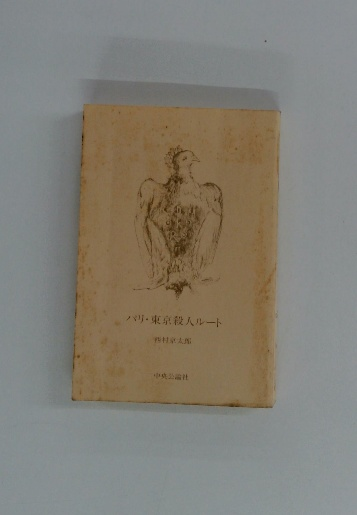 パリ・東京殺人ルート
西村京太郎
中央公論社